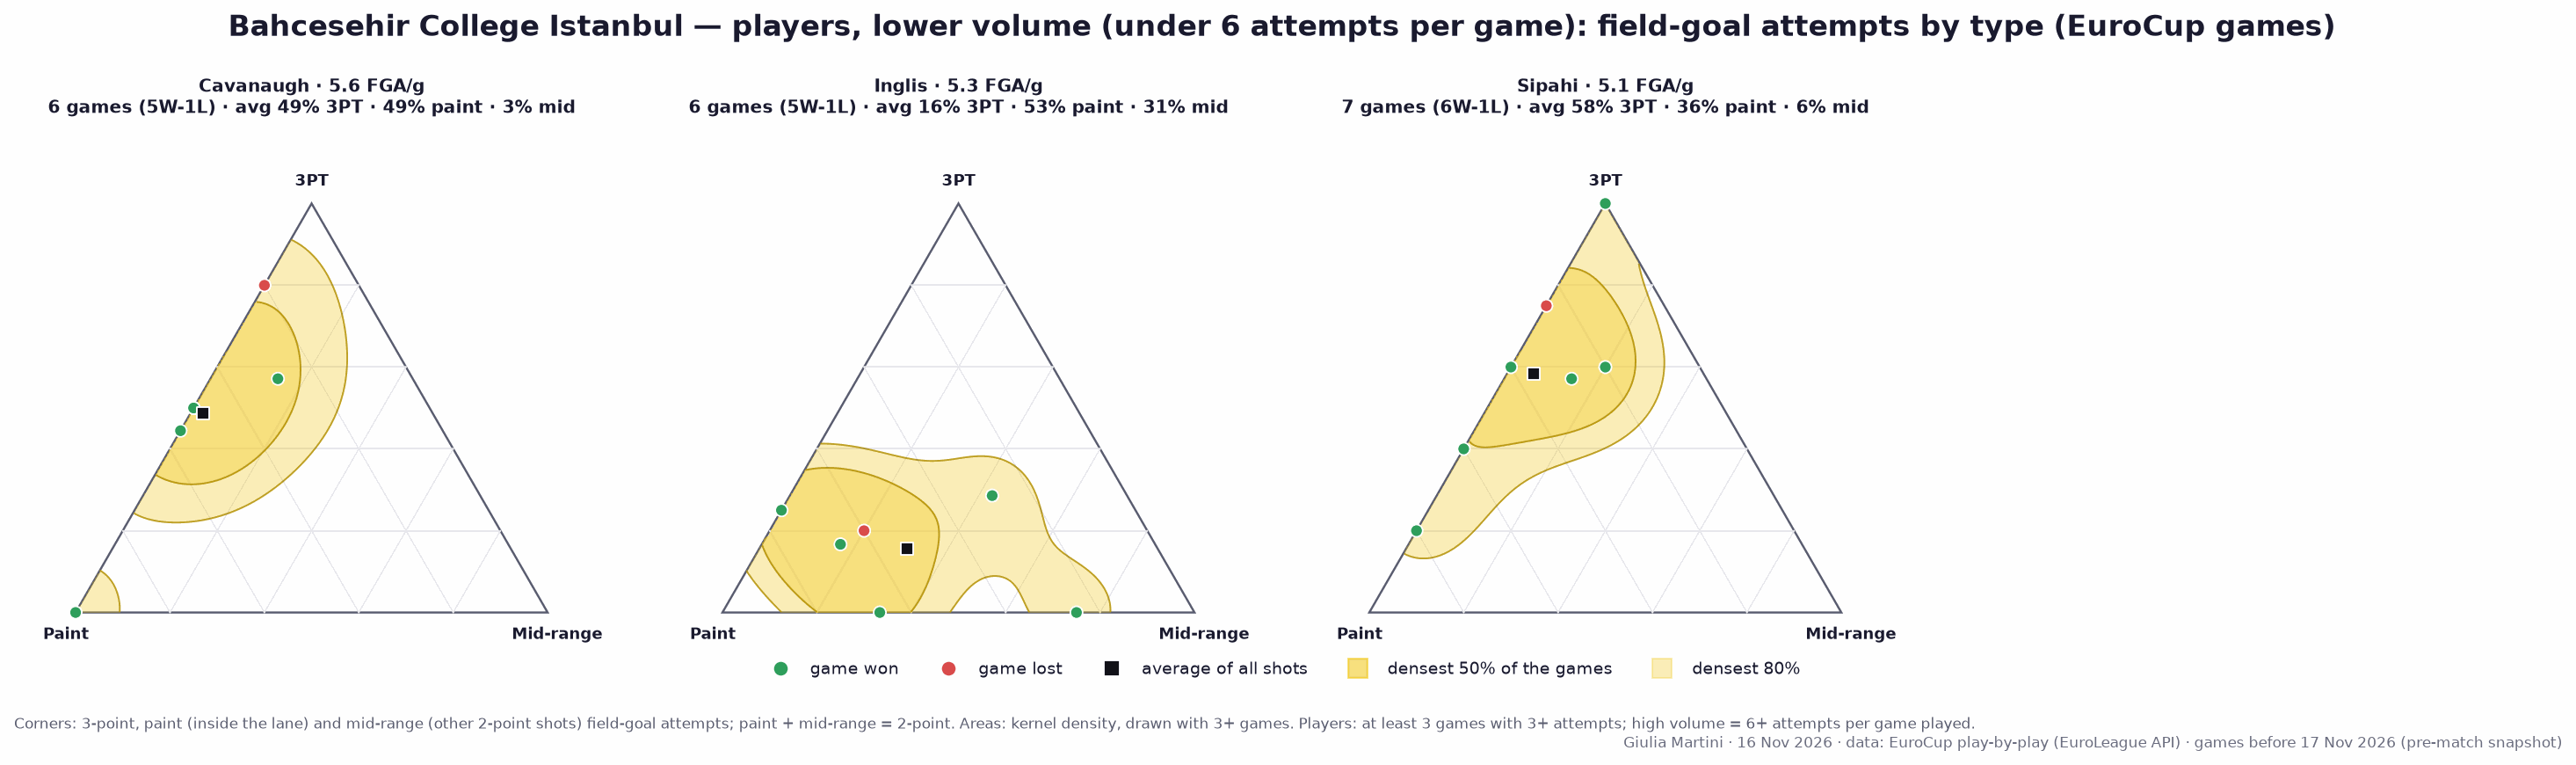 Bahcesehir College Istanbul — players, lower volume (under 6 attempts per game): field-goal attempts by type (EuroCup games)
Cavanaugh · 5.6 FGA/g
6 games (5W-1L) · avg 49% 3PT · 49% paint · 3% mid
Inglis · 5.3 FGA/g
6 games (5W-1L) · avg 16% 3PT · 53% paint · 31% mid
Sipahi · 5.1 FGA/g
7 games (6W-1L) · avg 58% 3PT · 36% paint · 6% mid
3PT
Paint
Mid-range
3PT
Paint
Mid-range
3PT
Paint
Mid-range
game won
game lost
average of all shots
densest 50% of the games
densest 80%
Corners: 3-point, paint (inside the lane) and mid-range (other 2-point shots) field-goal attempts; paint + mid-range = 2-point. Areas: kernel density, drawn with 3+ games. Players: at least 3 games with 3+ attempts; high volume = 6+ attempts per game played.
Giulia Martini · 16 Nov 2026 · data: EuroCup play-by-play (EuroLeague API) · games before 17 Nov 2026 (pre-match snapshot)